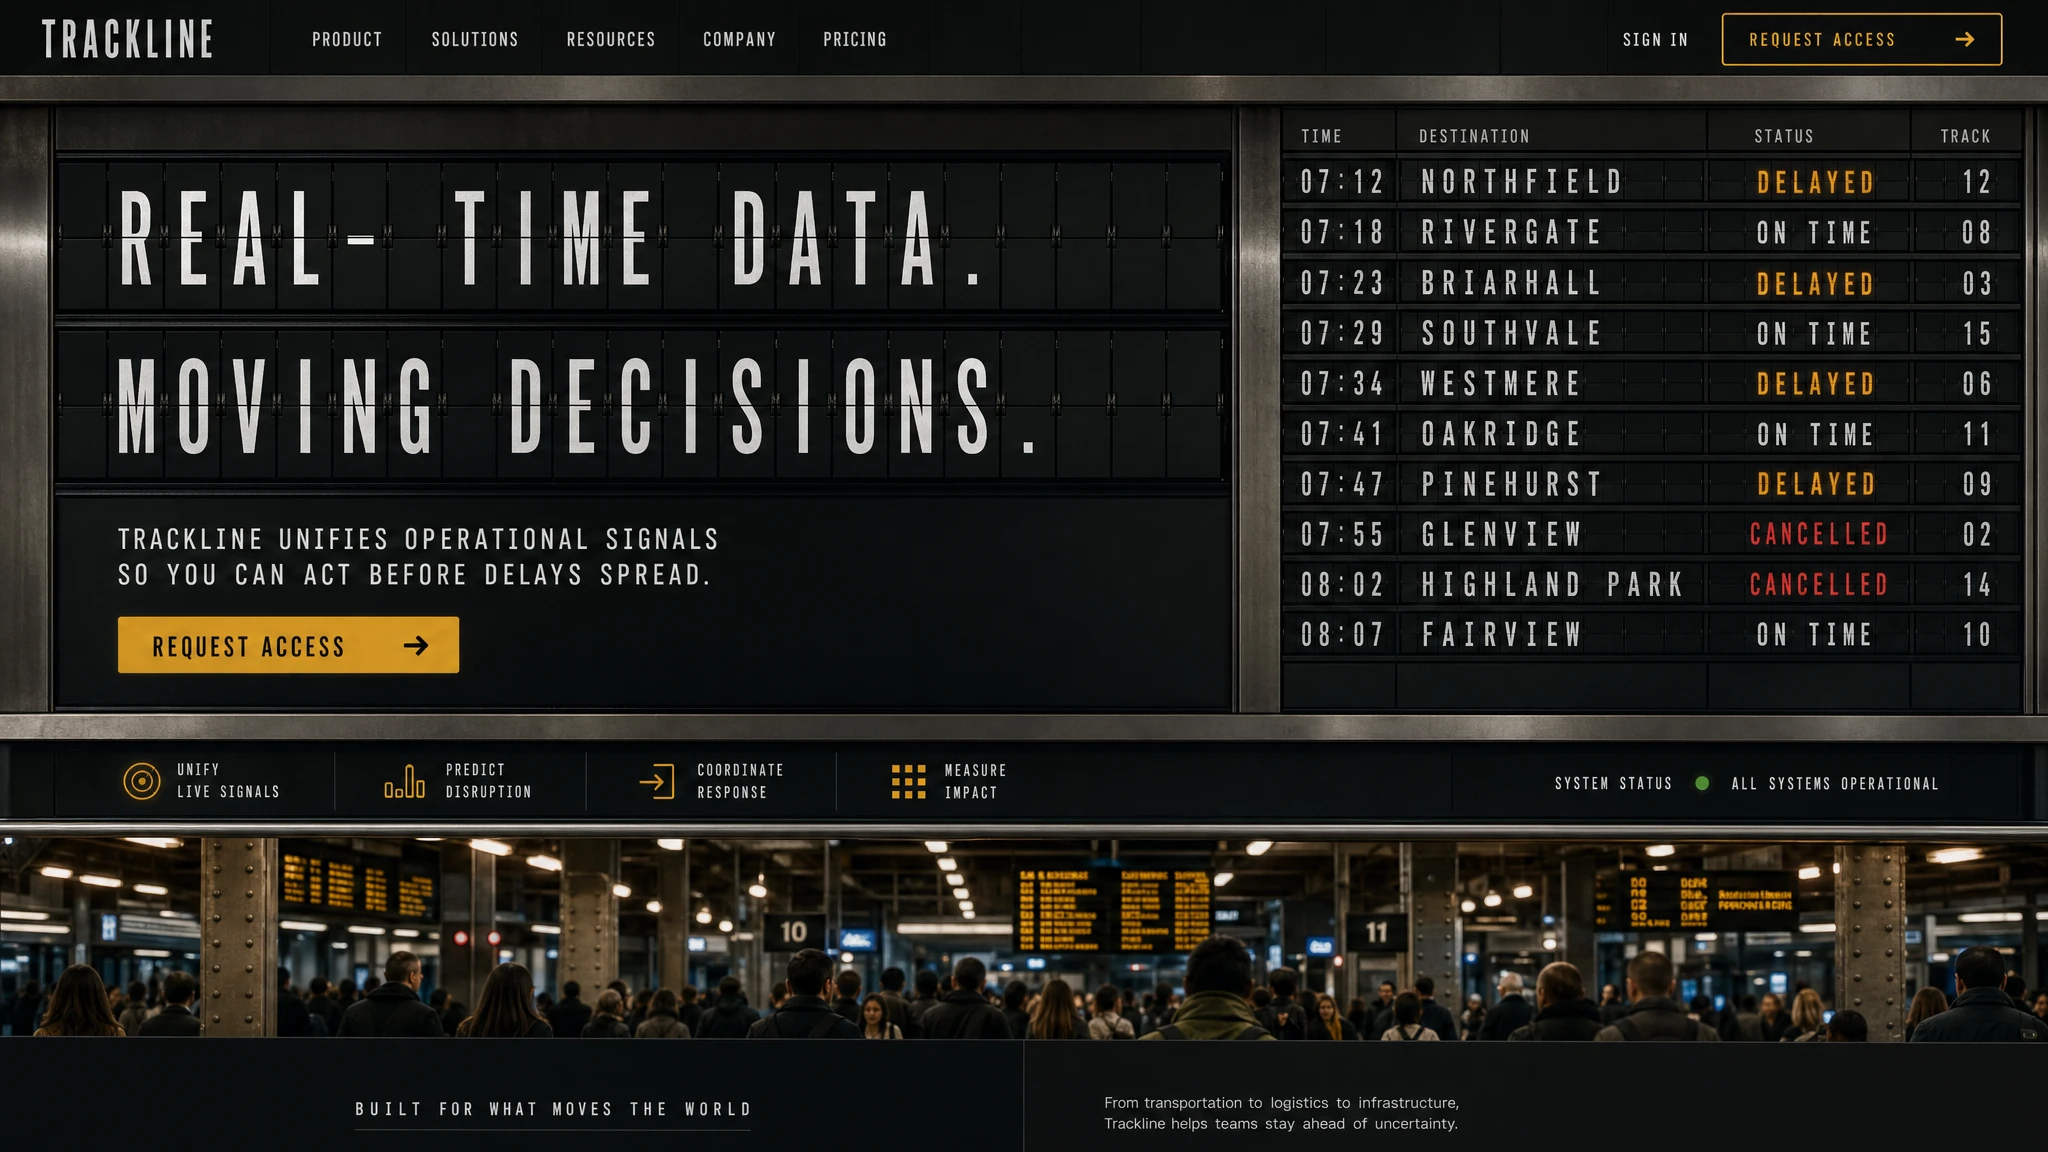 TRACKLINE
PRODUCT SOLUTIONS RESOURCES COMPANY PRICING
SIGN IN
REQUEST ACCESS
REAL- TIME DATA.
MOVING DECISIONS.
TRACKLINE UNIFIES OPERATIONAL SIGNALS
SO YOU CAN ACT BEFORE DELAYS SPREAD.
REQUEST ACCESS
TIME DESTINATION STATUS TRACK
07:12 NORTHFIELD DELAYED 12
07:18 RIVERGATE ON TIME 08
07:23 BRIARHALL DELAYED 03
07:29 SOUTHVALE ON TIME 15
07:34 WESTMERE DELAYED 06
07:41 OAKRIDGE ON TIME 11
07:47 PINEHURST DELAYED 09
07:55 GLENVIEW CANCELLED 02
08:02 HIGHLAND PARK CANCELLED 14
08:07 FAIRVIEW ON TIME 10
UNIFY
LIVE SIGNALS
PREDICT
DISRUPTION
COORDINATE
RESPONSE
MEASURE
IMPACT
SYSTEM STATUS ALL SYSTEMS OPERATIONAL
10
11
BUILT FOR WHAT MOVES THE WORLD
From transportation to logistics to infrastructure,
Trackline helps teams stay ahead of uncertainty.